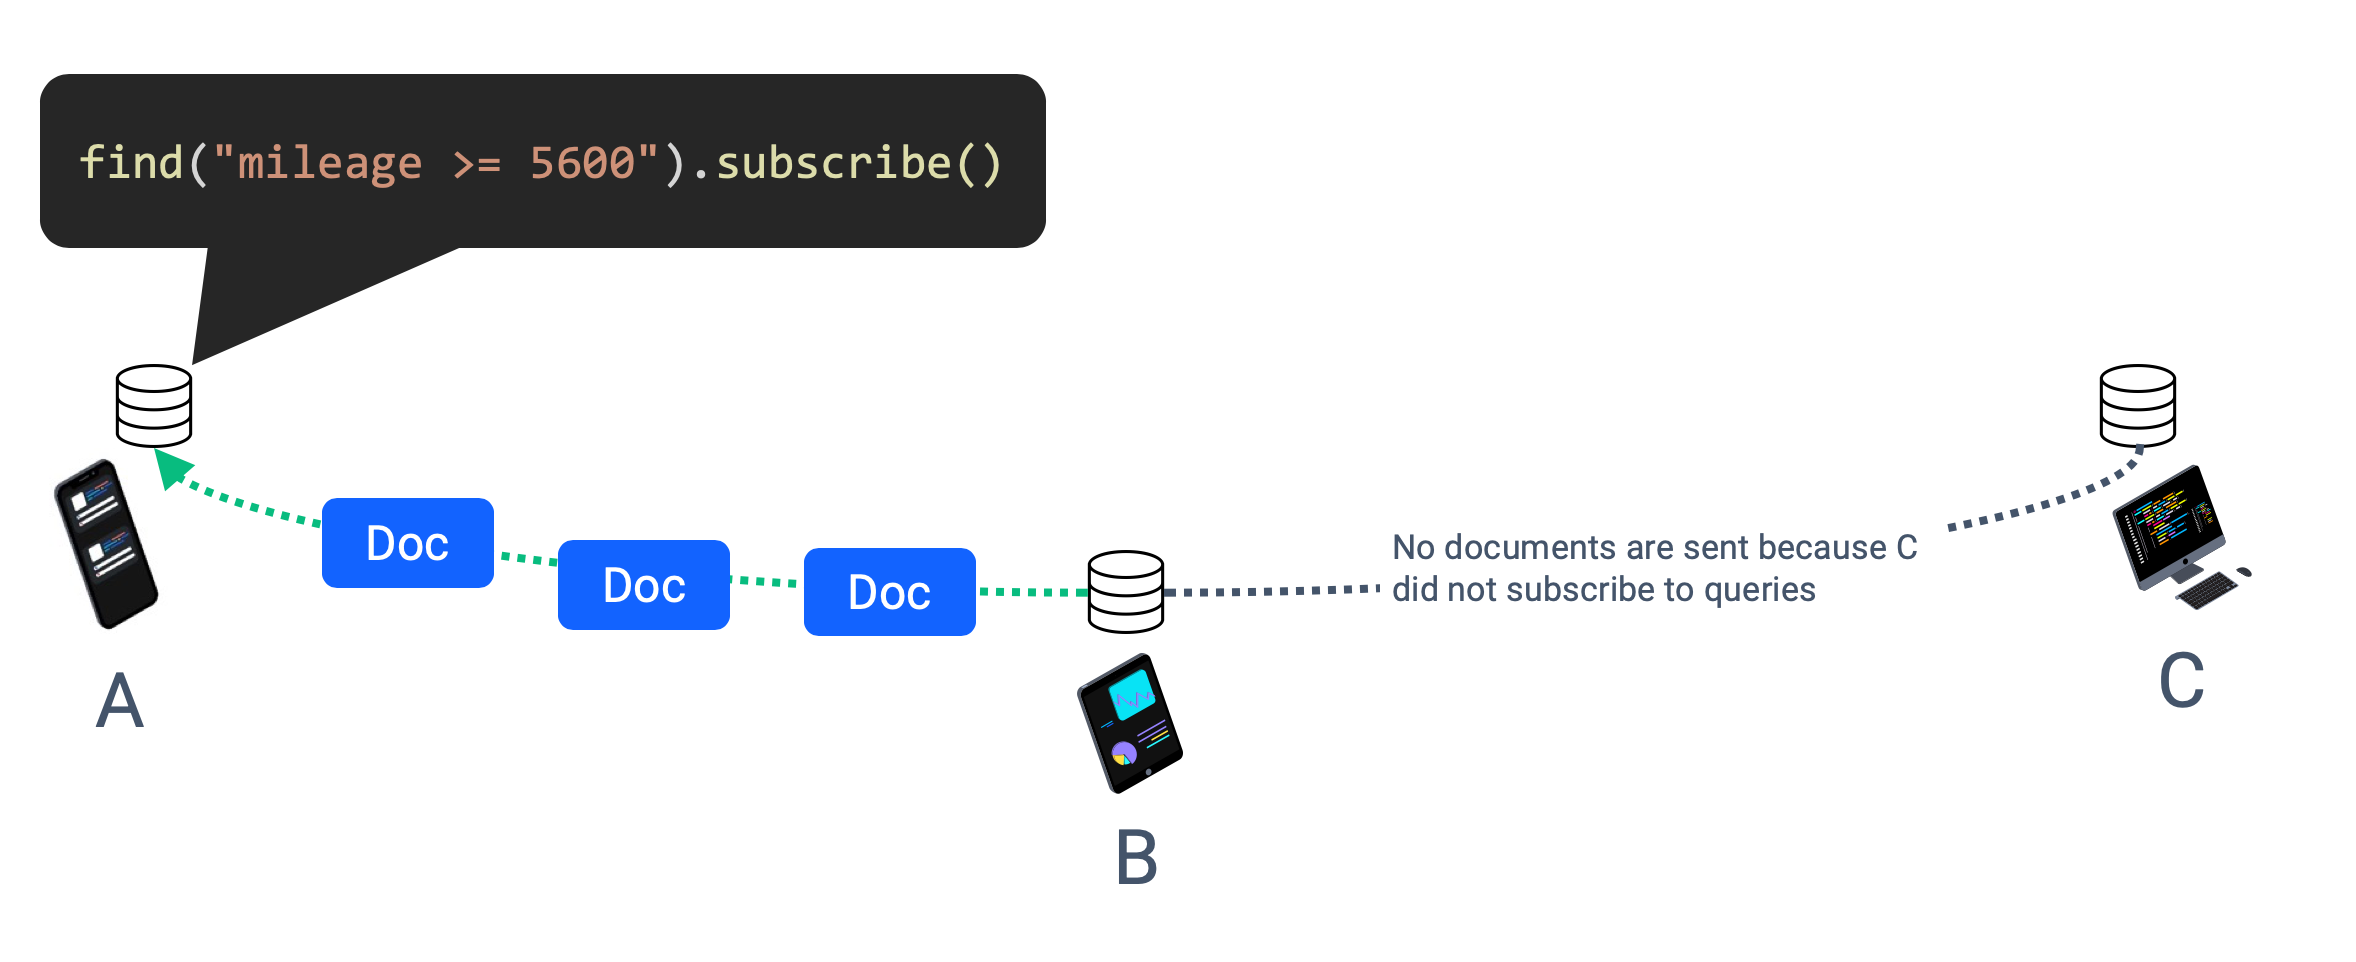 find("mileage >= 5600").subscribe()
Doc
Doc
Doc
No documents are sent because C
did not subscribe to queries
A
B
C